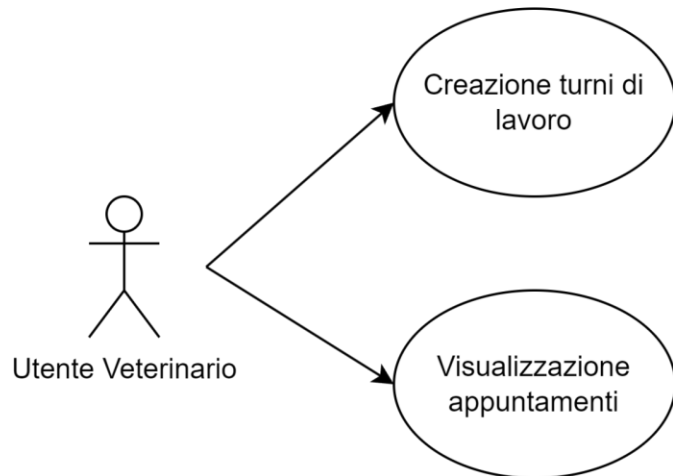 Creazione turni di
lavoro
Utente Veterinario
Visualizzazione
appuntamenti